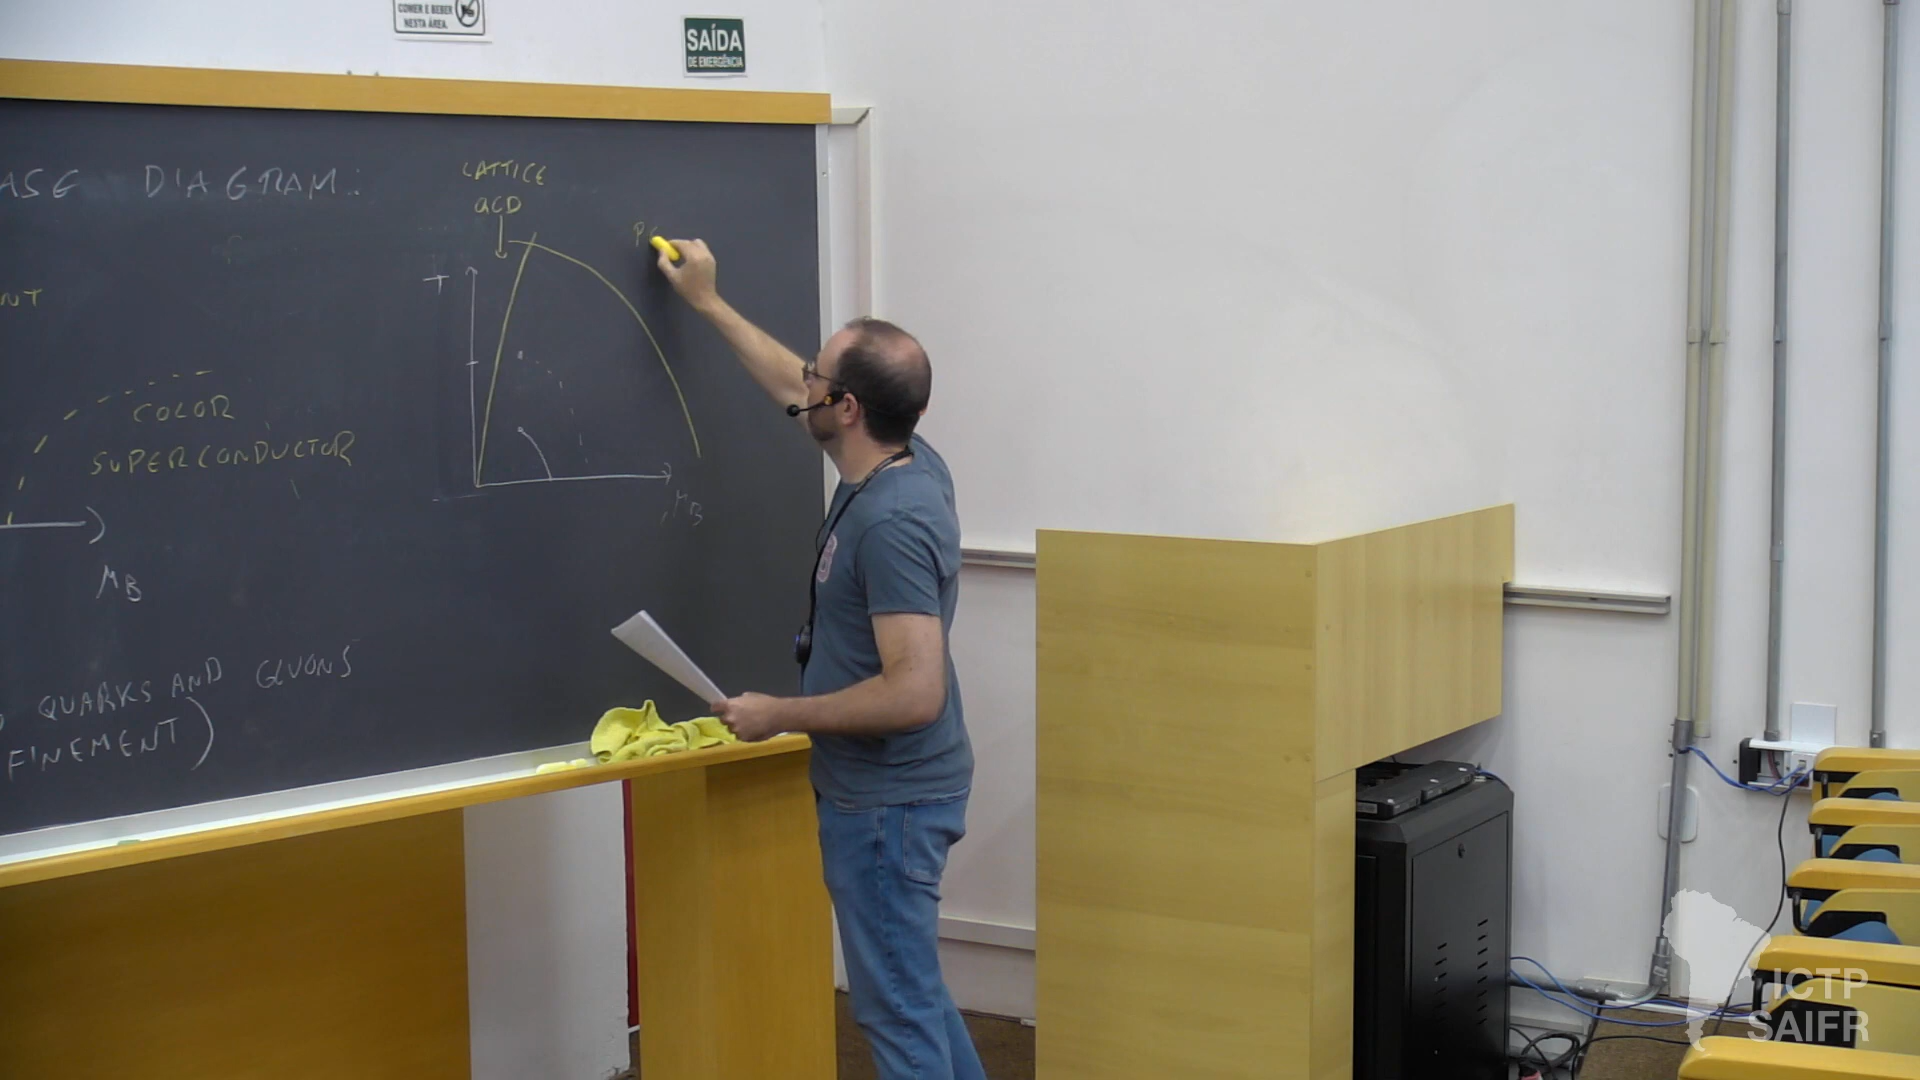 COMER E BEBER
NESTA ÁREA.
SAÍDA
DE EMERGÊNCIA
ASE DIAGRAM:
LATTICE
QCD
T
NT
COLOR
SUPERCONDUCTOR
μB
μB
QUARKS AND GLUONS
FINEMENT)
ICTP
SAIFR